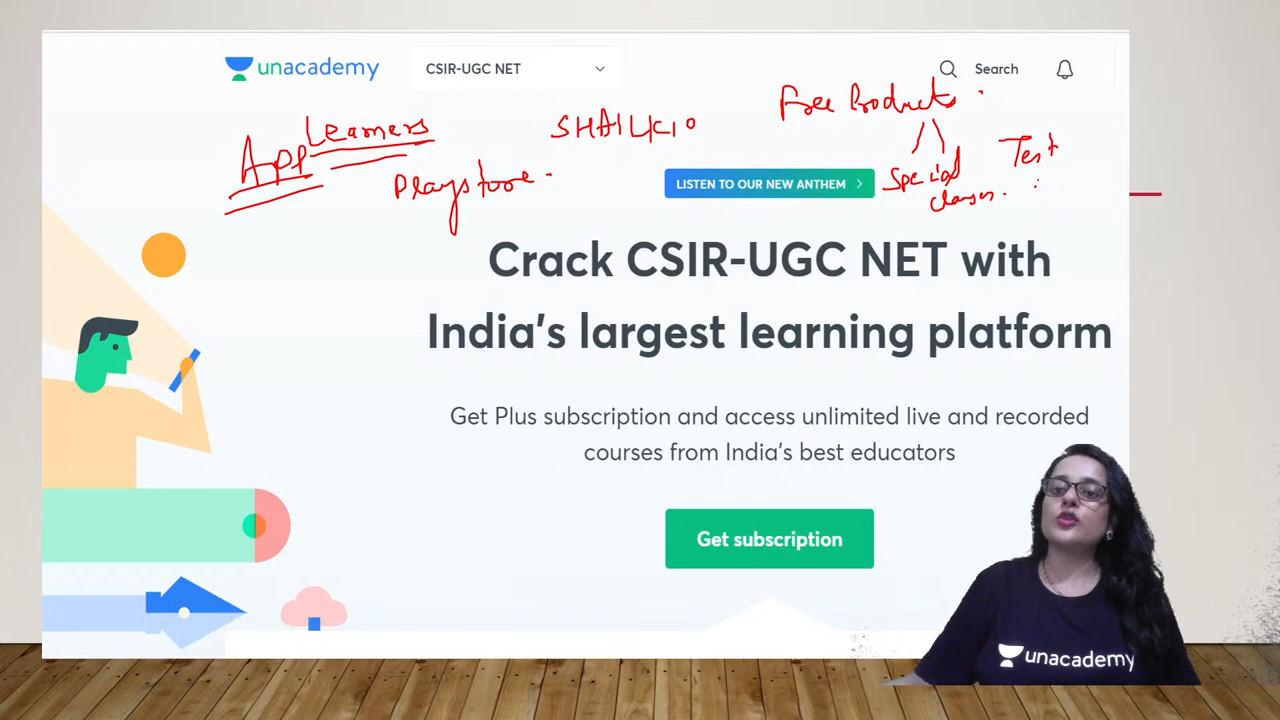 unacademy
CSIR-UGC NET
Search
Free Products
App Learners
SHAILK10
Playstore
Special classes
Test
LISTEN TO OUR NEW ANTHEM
Crack CSIR-UGC NET with
India's largest learning platform
Get Plus subscription and access unlimited live and recorded
courses from India's best educators
Get subscription
unacademy